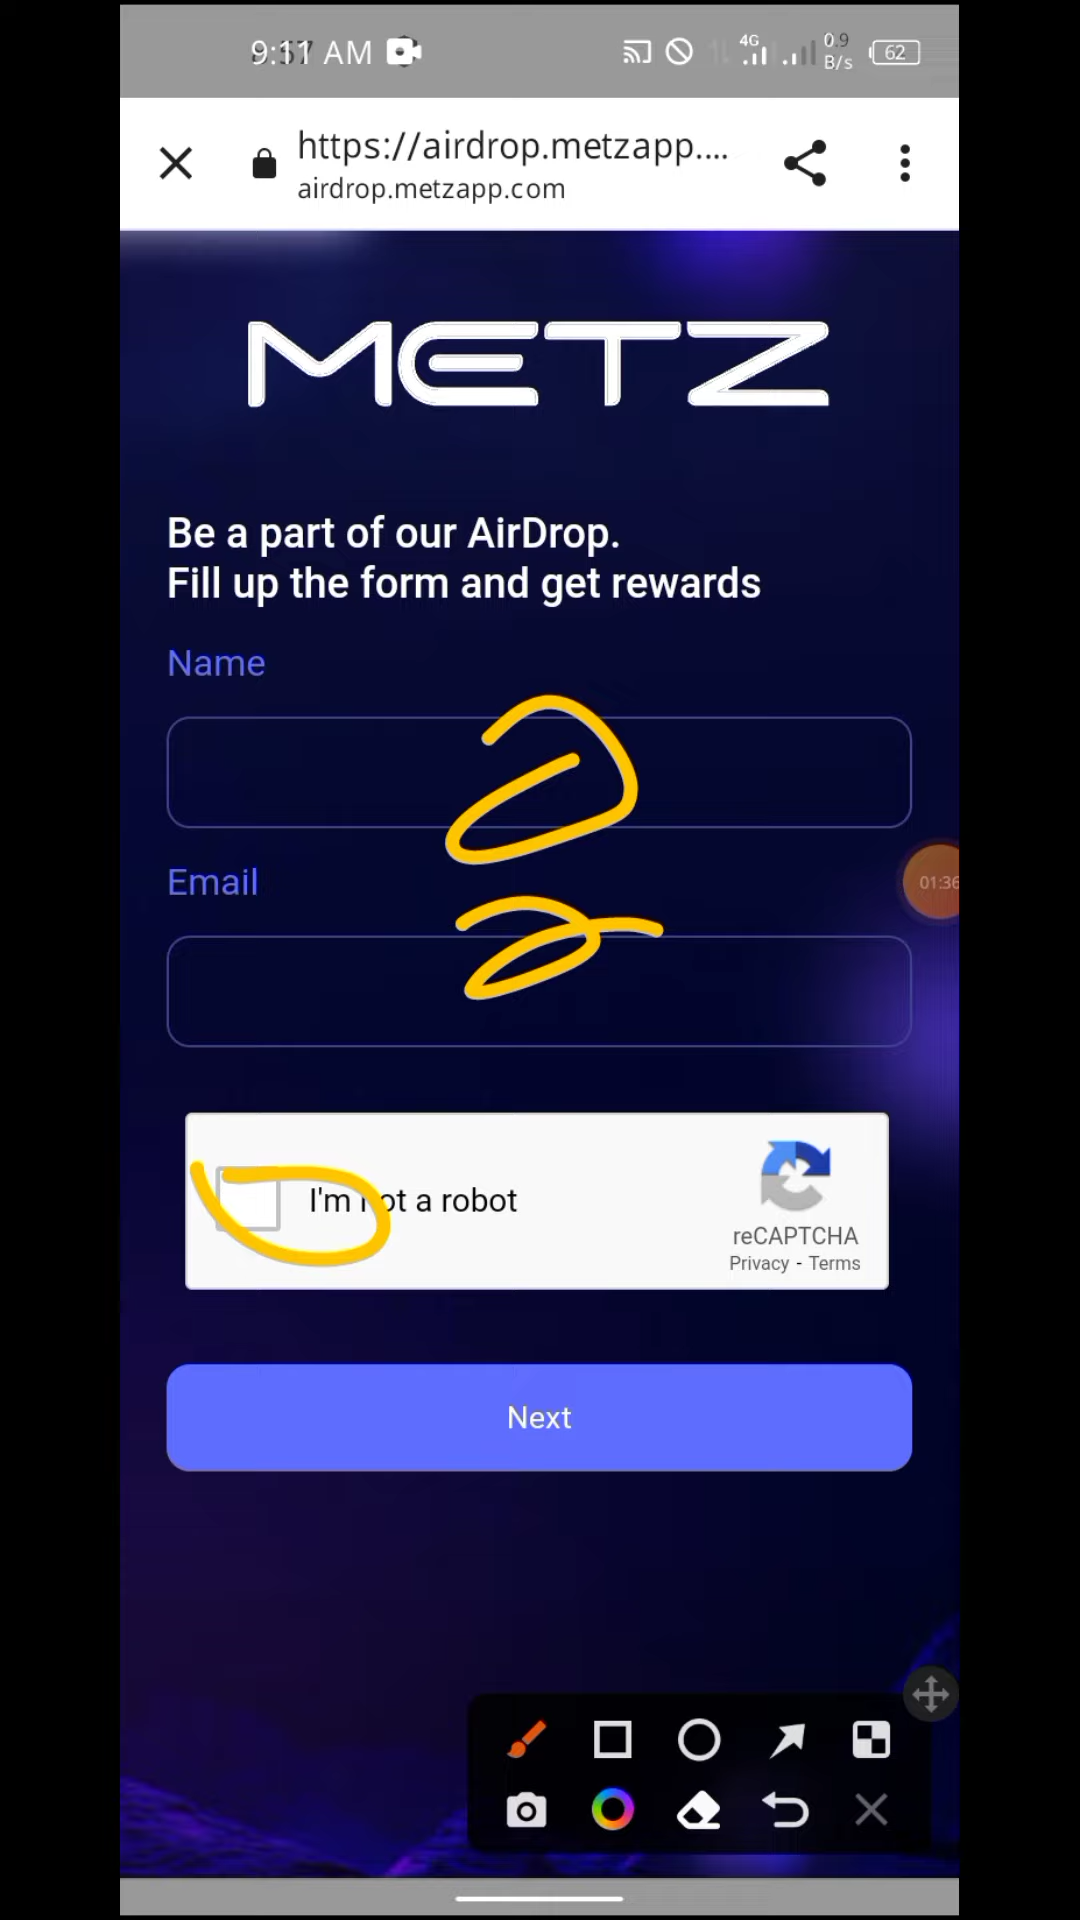 9:11 AM
4G 0.9 B/s 62
https://airdrop.metzapp....
airdrop.metzapp.com
METZ
Be a part of our AirDrop.
Fill up the form and get rewards
Name
Email
01:36
I'm not a robot
reCAPTCHA
Privacy - Terms
Next